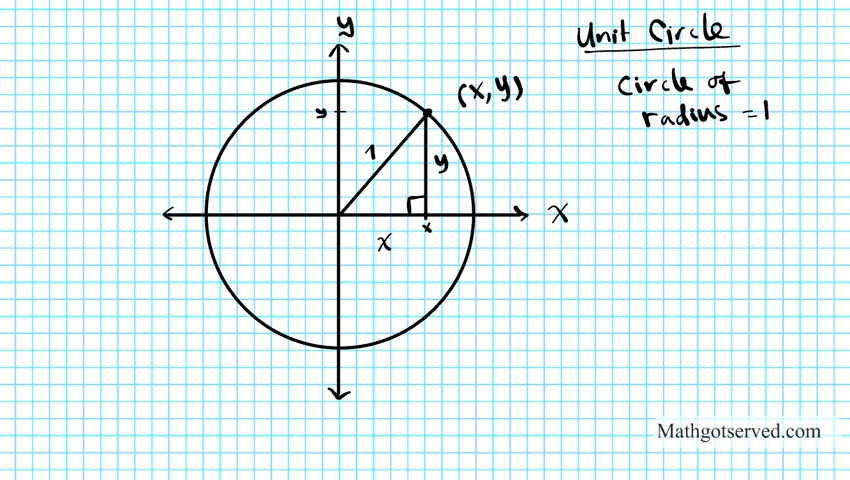 y
Unit Circle
Circle of
radius = 1
(x, y)
y
1
y
x
x
x
Mathgotserved.com